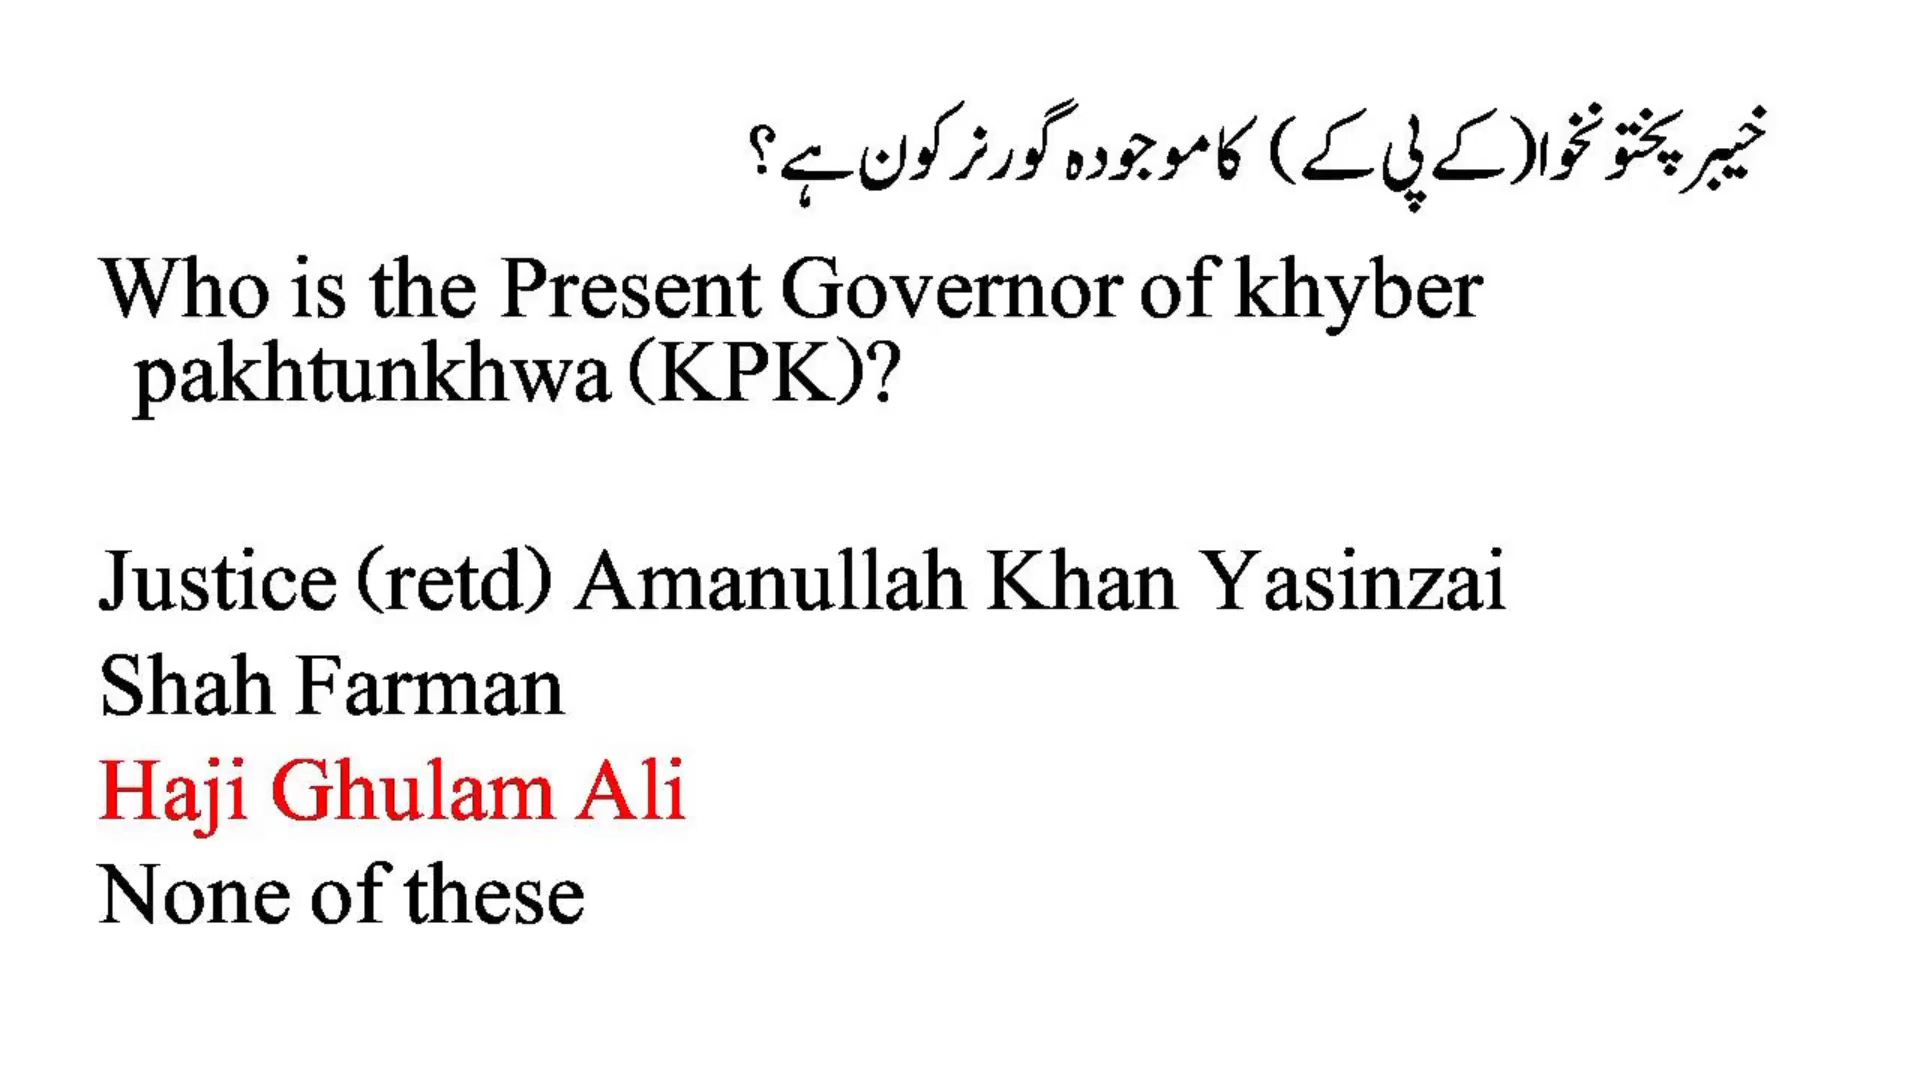 خیبر پختونخوا(کے پی کے) کا موجودہ گورنر کون ہے؟
Who is the Present Governor of khyber
pakhtunkhwa (KPK)?
Justice (retd) Amanullah Khan Yasinzai
Shah Farman
Haji Ghulam Ali
None of these